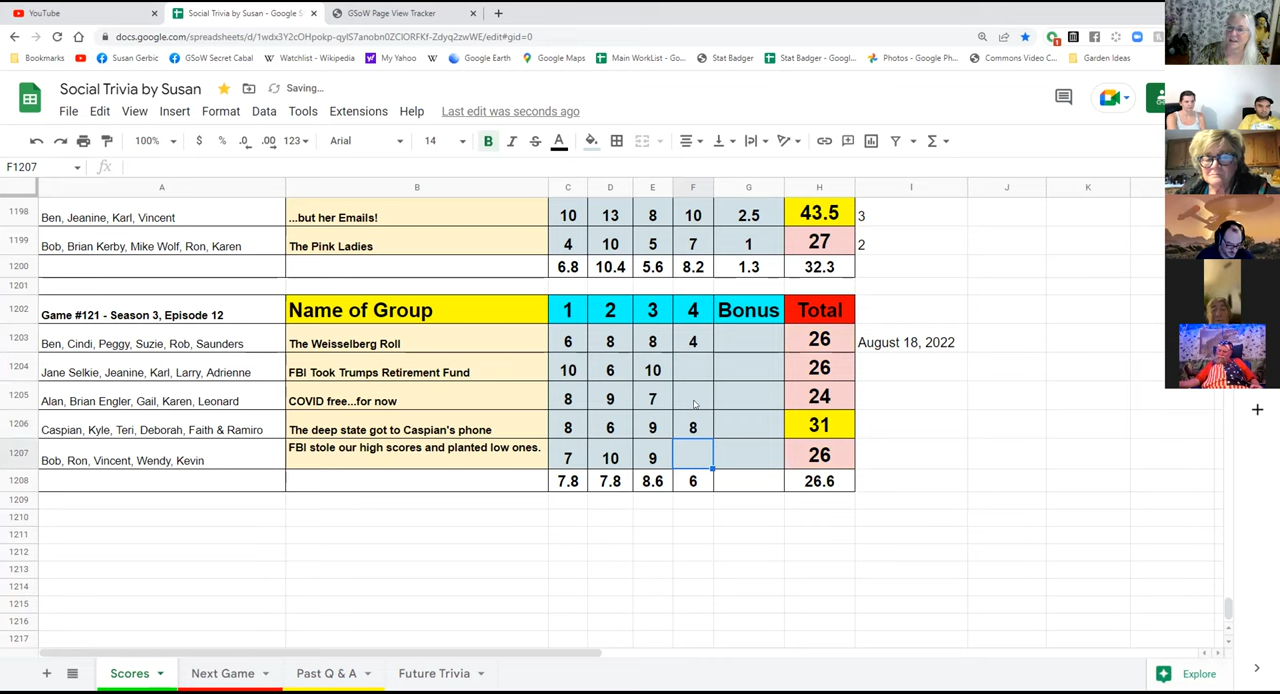 YouTube
Social Trivia by Susan - Google S
GSoW Page View Tracker
docs.google.com/spreadsheets/d/1wdx3Y2cOHpokp-qyIS7anobn0ZCIORFKf-Zdyq2zwWE/edit#gid=0
Bookmarks
Susan Gerbic
GSoW Secret Cabal
Watchlist - Wikipedia
My Yahoo
Google Earth
Google Maps
Main WorkList - Go...
Stat Badger
Stat Badger - Googl...
Photos - Google Ph...
Commons Video C...
Garden Ideas
Social Trivia by Susan
Saving...
File Edit View Insert Format Data Tools Extensions Help Last edit was seconds ago
100% $ % .0 .00 123 Arial 14 B I S A
F1207 fx
A B C D E F G H I J K
1198 Ben, Jeanine, Karl, Vincent ...but her Emails! 10 13 8 10 2.5 43.5 3
1199 Bob, Brian Kerby, Mike Wolf, Ron, Karen The Pink Ladies 4 10 5 7 1 27 2
1200 6.8 10.4 5.6 8.2 1.3 32.3
1201
1202 Game #121 - Season 3, Episode 12 Name of Group 1 2 3 4 Bonus Total
1203 Ben, Cindi, Peggy, Suzie, Rob, Saunders The Weisselberg Roll 6 8 8 4 26 August 18, 2022
1204 Jane Selkie, Jeanine, Karl, Larry, Adrienne FBI Took Trumps Retirement Fund 10 6 10 26
1205 Alan, Brian Engler, Gail, Karen, Leonard COVID free...for now 8 9 7 24
1206 Caspian, Kyle, Teri, Deborah, Faith & Ramiro The deep state got to Caspian's phone 8 6 9 8 31
1207 Bob, Ron, Vincent, Wendy, Kevin FBI stole our high scores and planted low ones. 7 10 9 26
1208 7.8 7.8 8.6 6 26.6
1209
1210
1211
1212
1213
1214
1215
1216
1217
Scores Next Game Past Q & A Future Trivia Explore